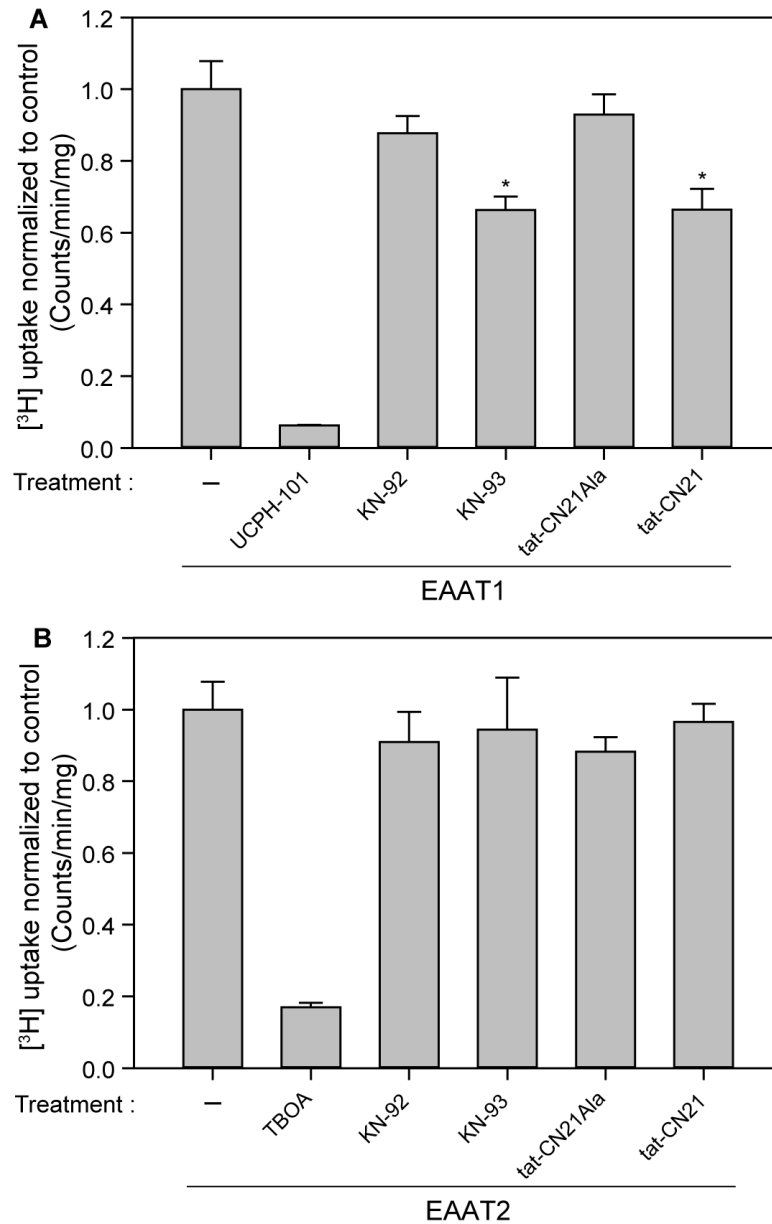 A
[³H] uptake normalized to control
(Counts/min/mg)
1.2
1.0
0.8
0.6
0.4
0.2
0.0
* *
Treatment : – UCPH-101 KN-92 KN-93 tat-CN21Ala tat-CN21
EAAT1
B
[³H] uptake normalized to control
(Counts/min/mg)
1.2
1.0
0.8
0.6
0.4
0.2
0.0
Treatment : – TBOA KN-92 KN-93 tat-CN21Ala tat-CN21
EAAT2